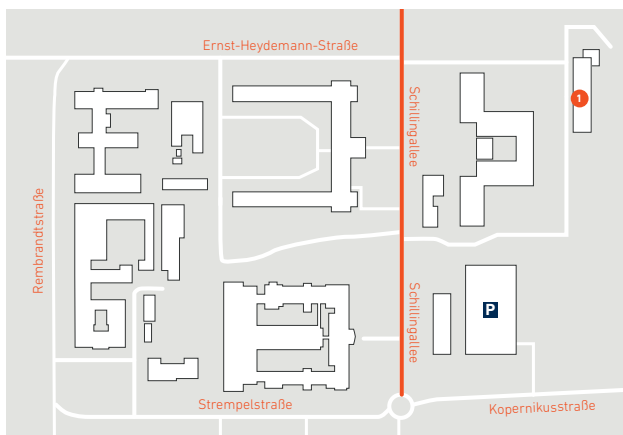 Ernst-Heydemann-Straße
Schillingallee
1
Rembrandtstraße
Schillingallee
P
Strempelstraße
Kopernikusstraße